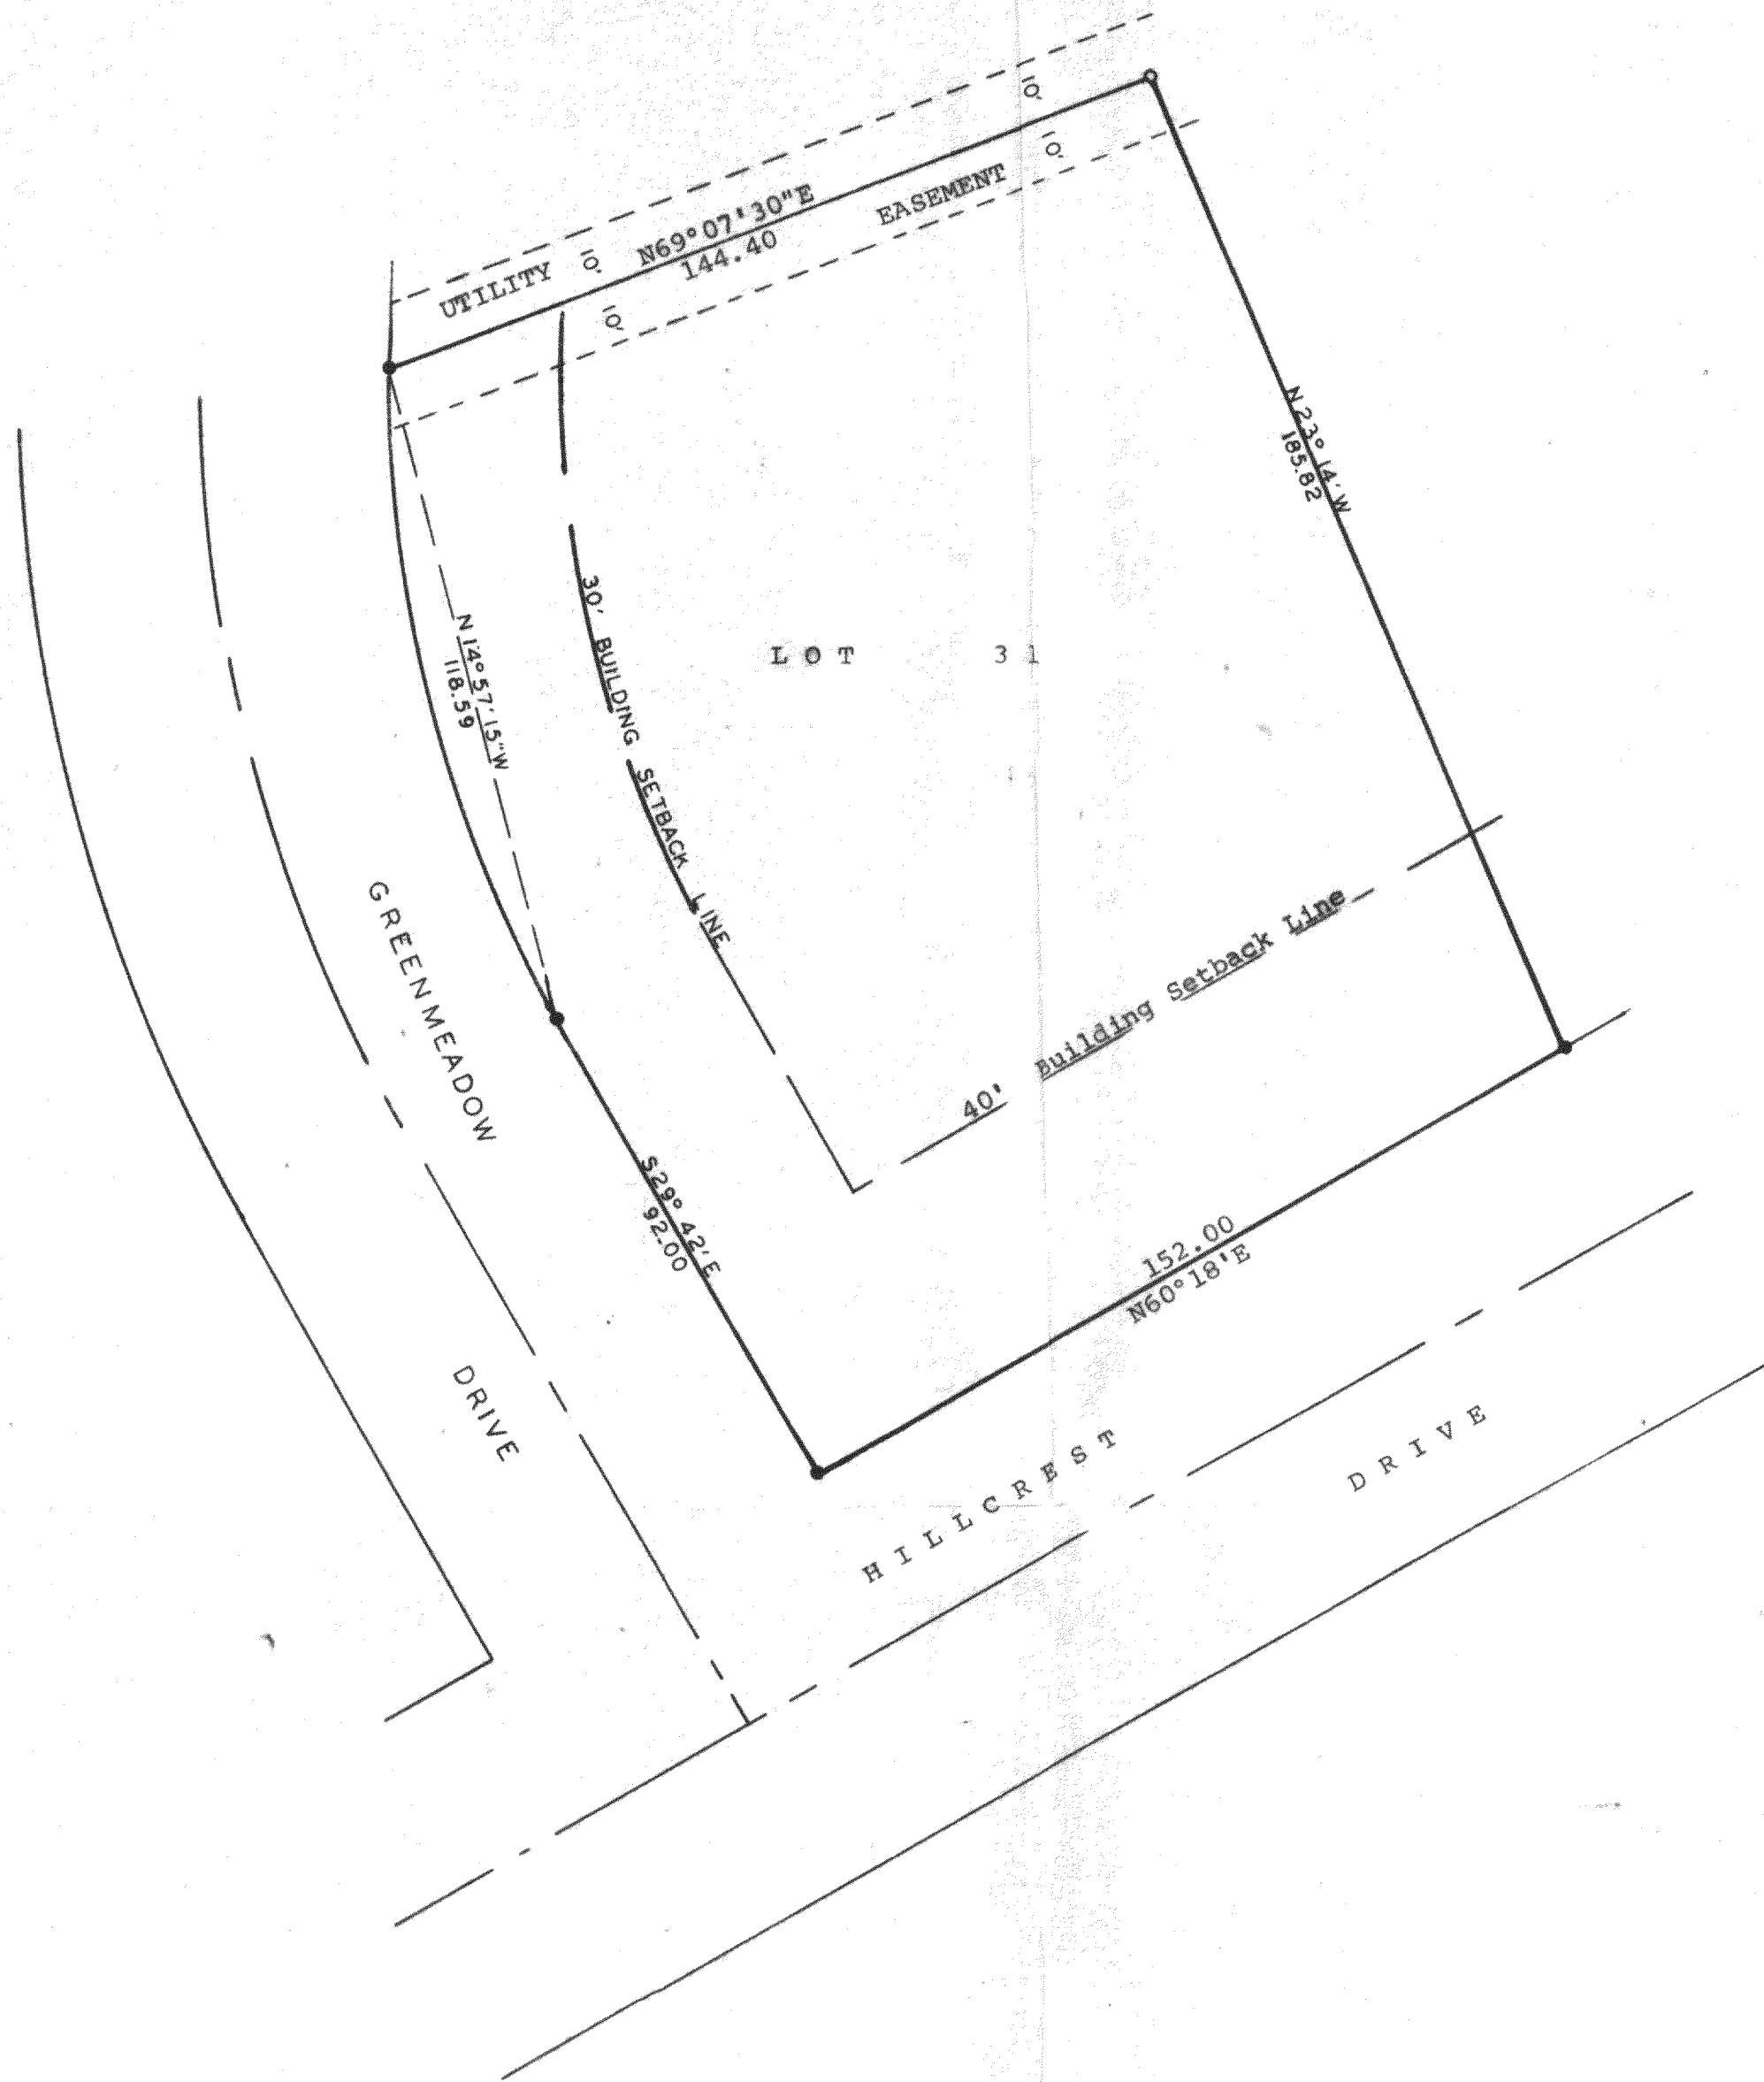 10'
10'
N69°07'30"E
144.40
EASEMENT
UTILITY
10'
10'
N23°14'W
185.82
30' BUILDING SETBACK LINE
N14°57'15"W
118.59
LOT 31
GREENMEADOW
DRIVE
40' Building Setback Line
S29°42'E
92.00
152.00
N60°18'E
HILLCREST
DRIVE